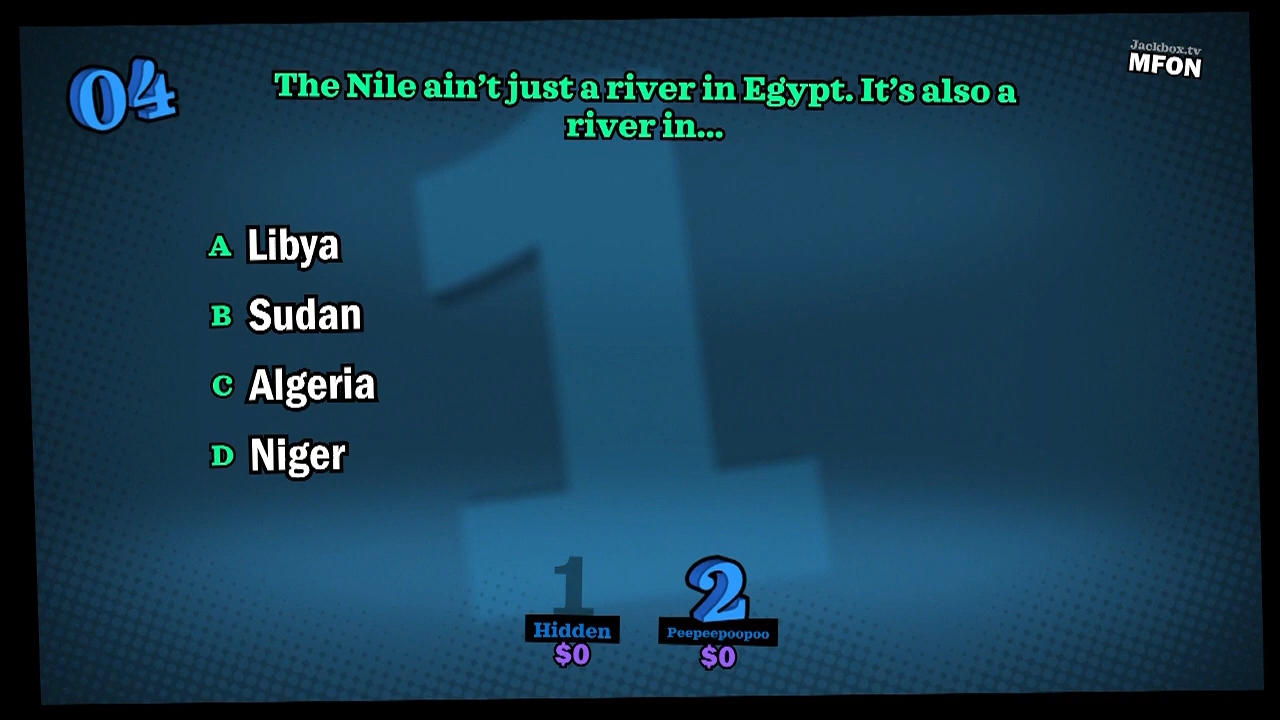 04
The Nile ain't just a river in Egypt. It's also a
river in...
Jackbox.tv
MFON
A Libya
B Sudan
C Algeria
D Niger
1
1 2
Hidden Peepeepoopoo
$0 $0